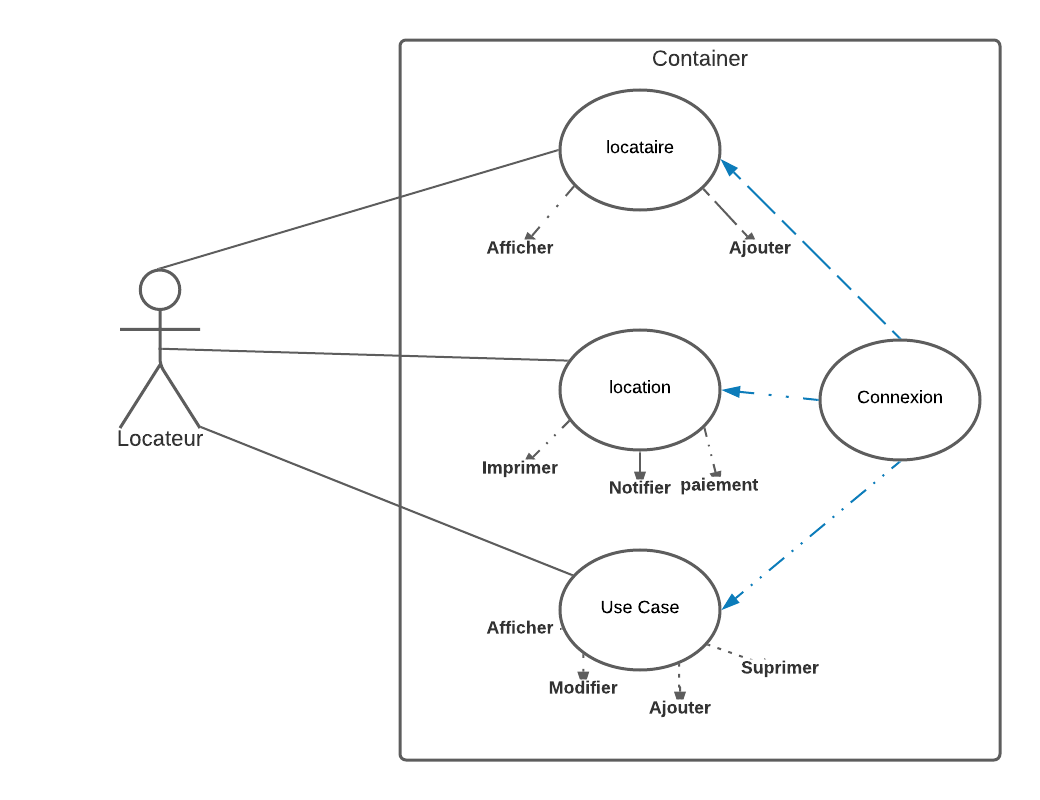 Container
locataire
Afficher
Ajouter
location
Connexion
Locateur
Imprimer
Notifier
paiement
Use Case
Afficher
Suprimer
Modifier
Ajouter